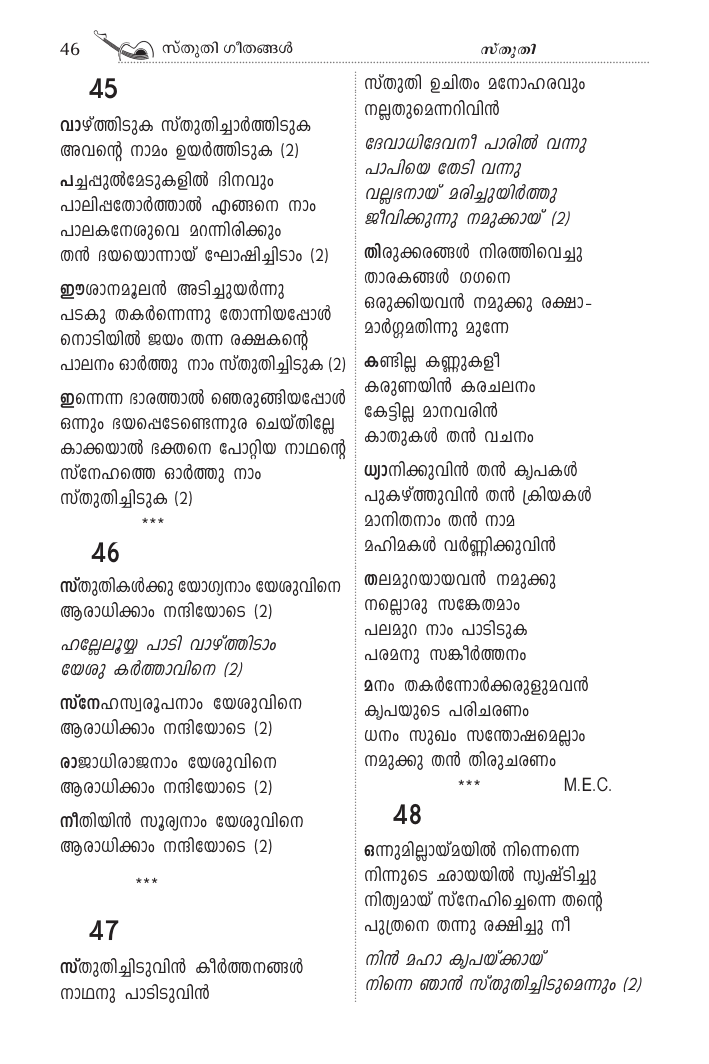 46 സ്തുതി ഗീതങ്ങൾ
സ്തുതി
45
വാഴ്ത്തിടുക സ്തുതിച്ചാർത്തിടുക
അവന്റെ നാമം ഉയർത്തിടുക (2)
പച്ചപ്പുൽമേടുകളിൽ ദിനവും
പാലിപ്പതോർത്താൽ എങ്ങനെ നാം
പാലകനേശുവെ മറന്നിരിക്കും
തൻ ദയയൊന്നായ് ഘോഷിച്ചിടാം (2)
ഈശാനമൂലൻ അടിച്ചുയർന്നു
പടകു തകർന്നെന്നു തോന്നിയപ്പോൾ
നൊടിയിൽ ജയം തന്ന രക്ഷകന്റെ
പാലനം ഓർത്തു നാം സ്തുതിച്ചിടുക (2)
ഇന്നെന്ന ഭാരത്താൽ ഞെരുങ്ങിയപ്പോൾ
ഒന്നും ഭയപ്പെടേണ്ടെന്നുര ചെയ്തില്ലേ
കാക്കയാൽ ഭക്തനെ പോറ്റിയ നാഥന്റെ
സ്നേഹത്തെ ഓർത്തു നാം
സ്തുതിച്ചിടുക (2)
***
46
സ്തുതികൾക്കു യോഗ്യനാം യേശുവിനെ
ആരാധിക്കാം നന്ദിയോടെ (2)
ഹല്ലേലൂയ്യ പാടി വാഴ്ത്തിടാം
യേശു കർത്താവിനെ (2)
സ്നേഹസ്വരൂപനാം യേശുവിനെ
ആരാധിക്കാം നന്ദിയോടെ (2)
രാജാധിരാജനാം യേശുവിനെ
ആരാധിക്കാം നന്ദിയോടെ (2)
നീതിയിൻ സൂര്യനാം യേശുവിനെ
ആരാധിക്കാം നന്ദിയോടെ (2)
***
47
സ്തുതിച്ചിടുവിൻ കീർത്തനങ്ങൾ
നാഥനു പാടിടുവിൻ
സ്തുതി ഉചിതം മനോഹരവും
നല്ലതുമെന്നറിവിൻ
ദേവാധിദേവനീ പാരിൽ വന്നു
പാപിയെ തേടി വന്നു
വല്ലഭനായ് മരിച്ചുയിർത്തു
ജീവിക്കുന്നു നമുക്കായ് (2)
തിരുക്കരങ്ങൾ നിരത്തിവെച്ചു
താരകങ്ങൾ ഗഗനെ
ഒരുക്കിയവൻ നമുക്കു രക്ഷാ-
മാർഗ്ഗമതിന്നു മുന്നേ
കണ്ടില്ല കണ്ണുകളീ
കരുണയിൻ കരചലനം
കേട്ടില്ല മാനവരിൻ
കാതുകൾ തൻ വചനം
ധ്യാനിക്കുവിൻ തൻ കൃപകൾ
പുകഴ്ത്തുവിൻ തൻ ക്രിയകൾ
മാനിതനാം തൻ നാമ
മഹിമകൾ വർണ്ണിക്കുവിൻ
തലമുറയായവൻ നമുക്കു
നല്ലൊരു സങ്കേതമാം
പലമുറ നാം പാടിടുക
പരമനു സങ്കീർത്തനം
മനം തകർന്നോർക്കരുളുമവൻ
കൃപയുടെ പരിചരണം
ധനം സുഖം സന്തോഷമെല്ലാം
നമുക്കു തൻ തിരുചരണം
*** M.E.C.
48
ഒന്നുമില്ലായ്മയിൽ നിന്നെന്നെ
നിന്നുടെ ഛായയിൽ സൃഷ്ടിച്ചു
നിത്യമായ് സ്നേഹിച്ചെന്നെ തന്റെ
പുത്രനെ തന്നു രക്ഷിച്ചു നീ
നിൻ മഹാ കൃപയ്ക്കായ്
നിന്നെ ഞാൻ സ്തുതിച്ചിടുമെന്നും (2)